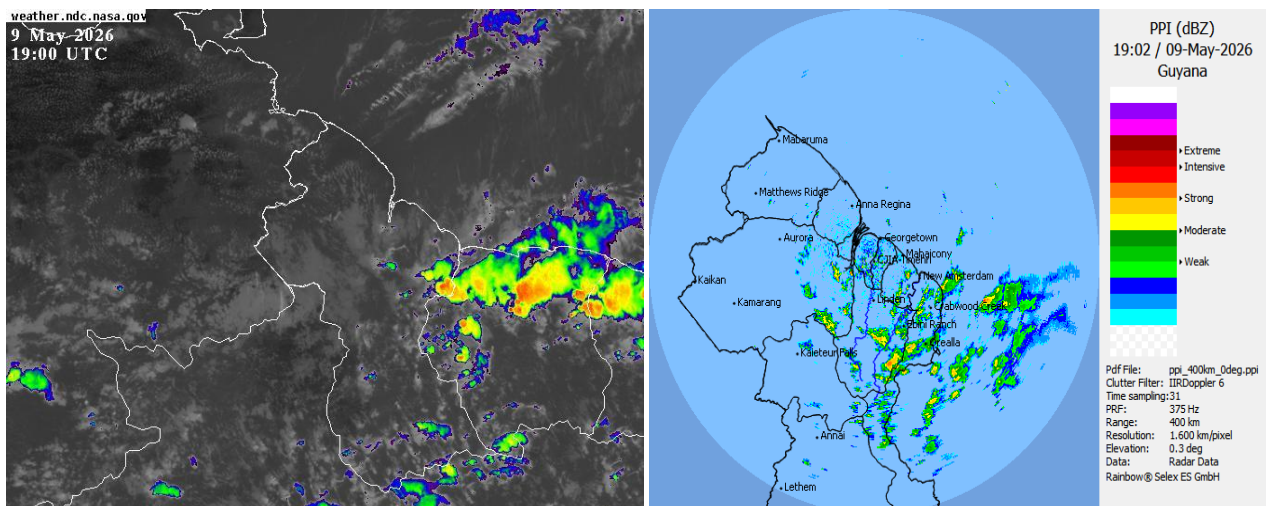 weather.ndc.nasa.gov
9 May 2026
19:00 UTC
Mabaruma
Matthews Ridge
Anna Regina
Aurora
Georgetown
Mahaicony
CJIA-Timehri
Kaikan
New Amsterdam
Kamarang
Linden
Crabwood Creek
Ebini Ranch
Orealla
Kaieteur Falls
Annai
Lethem
PPI (dBZ)
19:02 / 09-May-2026
Guyana
Extreme
Intensive
Strong
Moderate
Weak
Pdf File: ppi_400km_0deg.ppi
Clutter Filter: IIRDoppler 6
Time sampling:31
PRF: 375 Hz
Range: 400 km
Resolution: 1.600 km/pixel
Elevation: 0.3 deg
Data: Radar Data
Rainbow® Selex ES GmbH